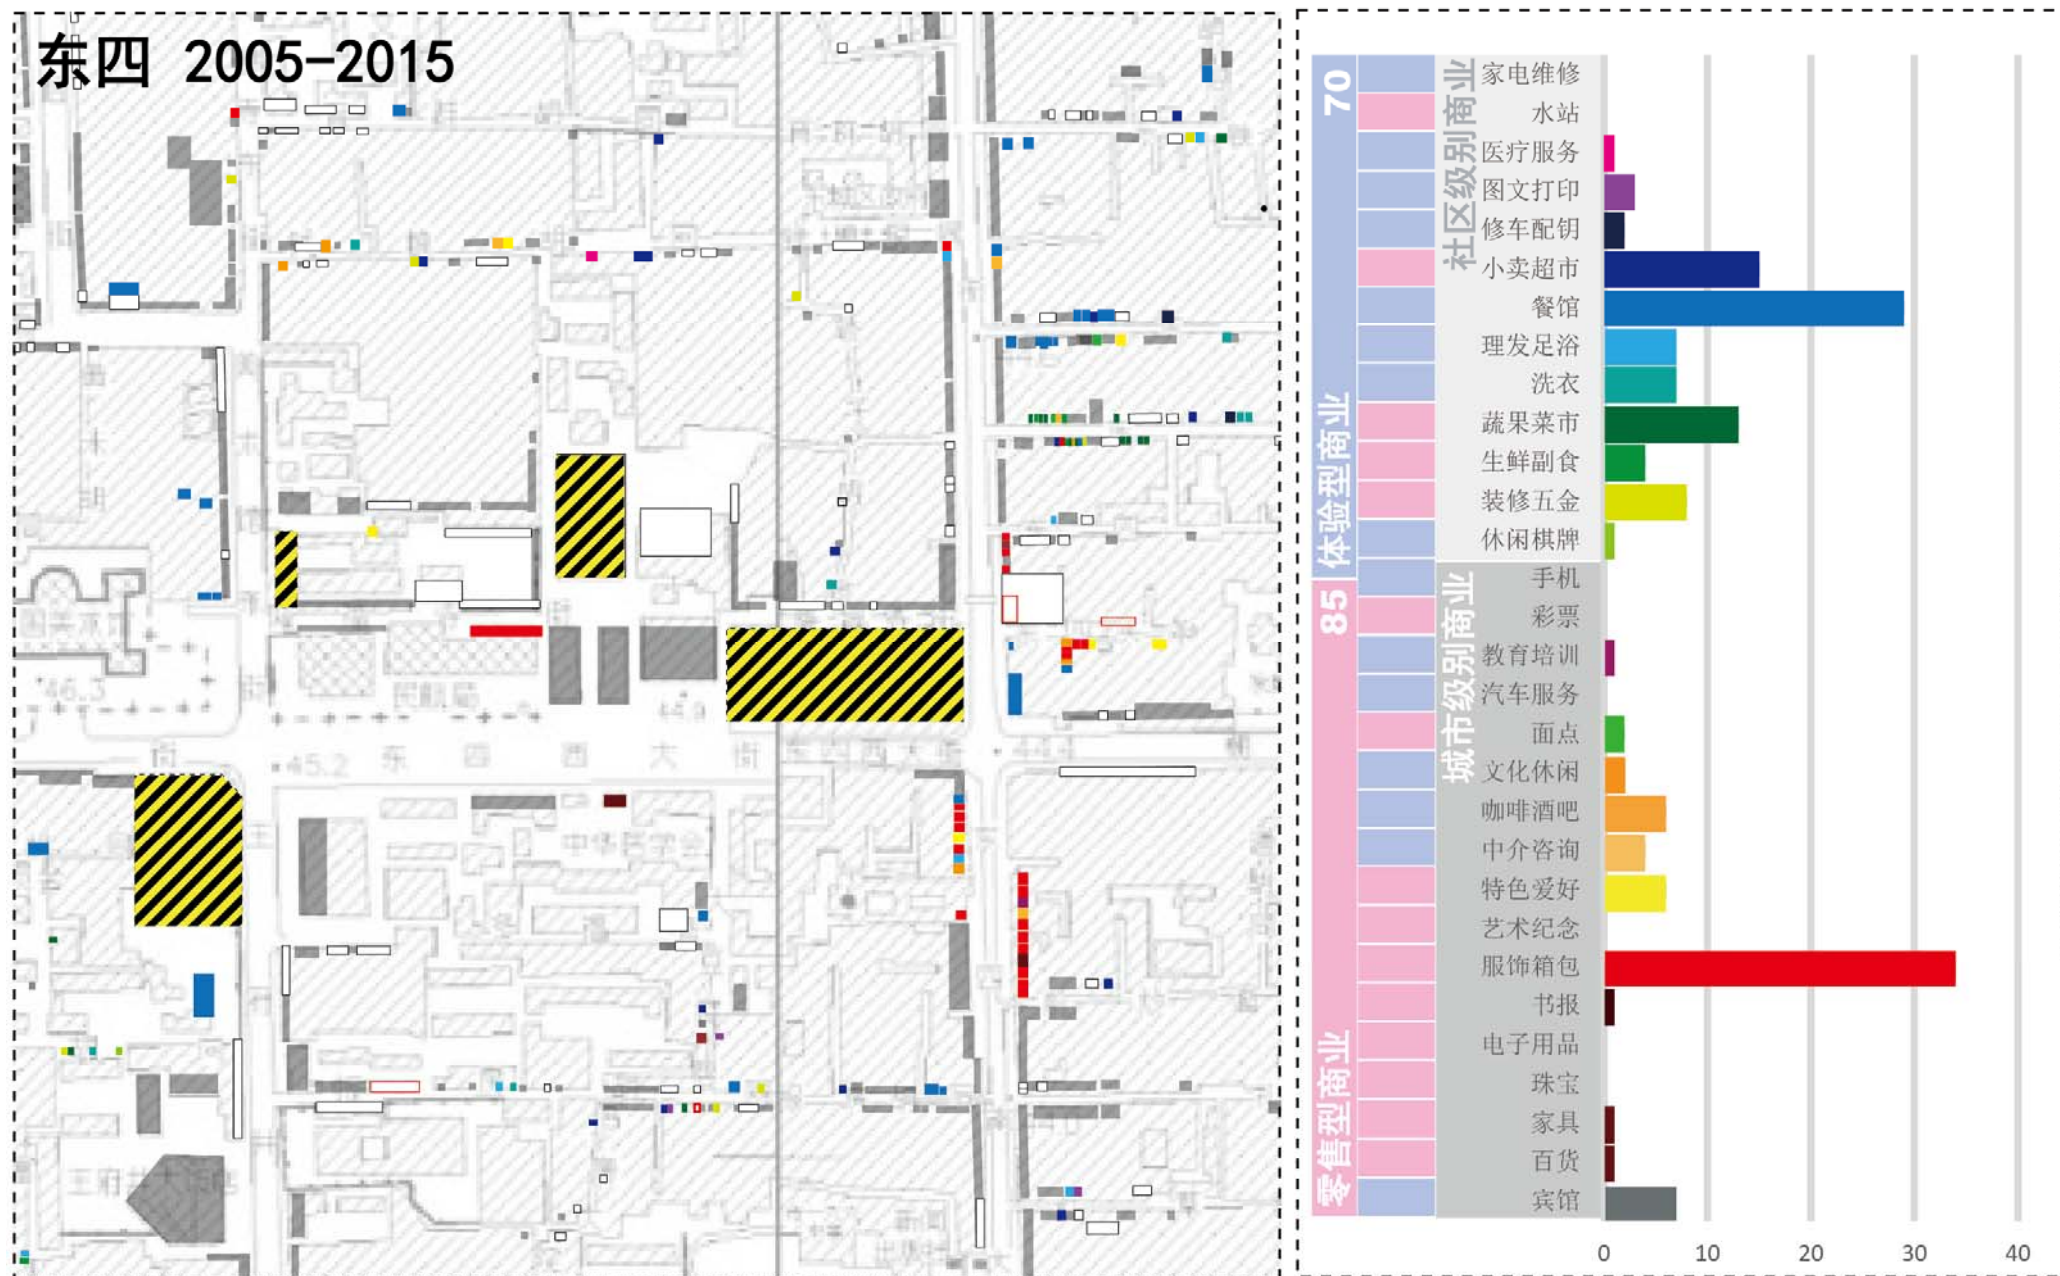 东四 2005-2015
45.2 东四西大街
70
体验型商业
85
零售型商业
社区级别商业
城市级别商业
家电维修
水站
医疗服务
图文打印
修车配钥
小卖超市
餐馆
理发足浴
洗衣
蔬果菜市
生鲜副食
装修五金
休闲棋牌
手机
彩票
教育培训
汽车服务
面点
文化休闲
咖啡酒吧
中介咨询
特色爱好
艺术纪念
服饰箱包
书报
电子用品
珠宝
家具
百货
宾馆
0 10 20 30 40